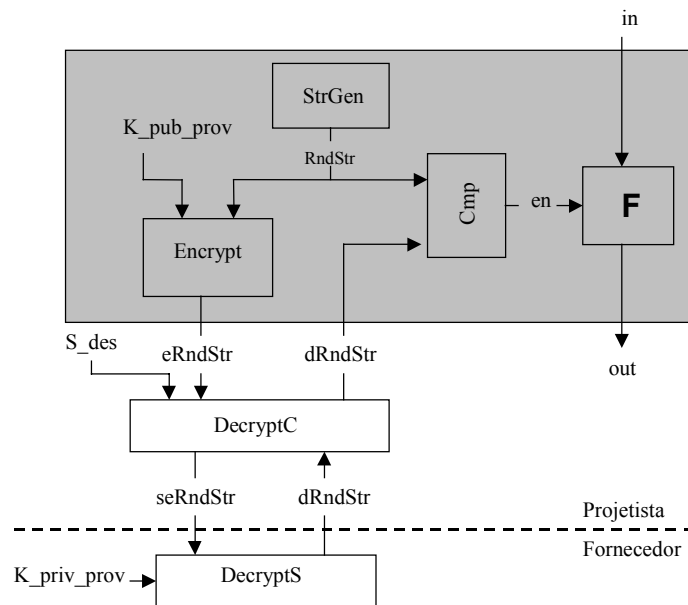 in
StrGen
K_pub_prov
RndStr
Cmp
en
F
Encrypt
S_des
eRndStr
dRndStr
out
DecryptC
seRndStr
dRndStr
Projetista
Fornecedor
K_priv_prov
DecryptS